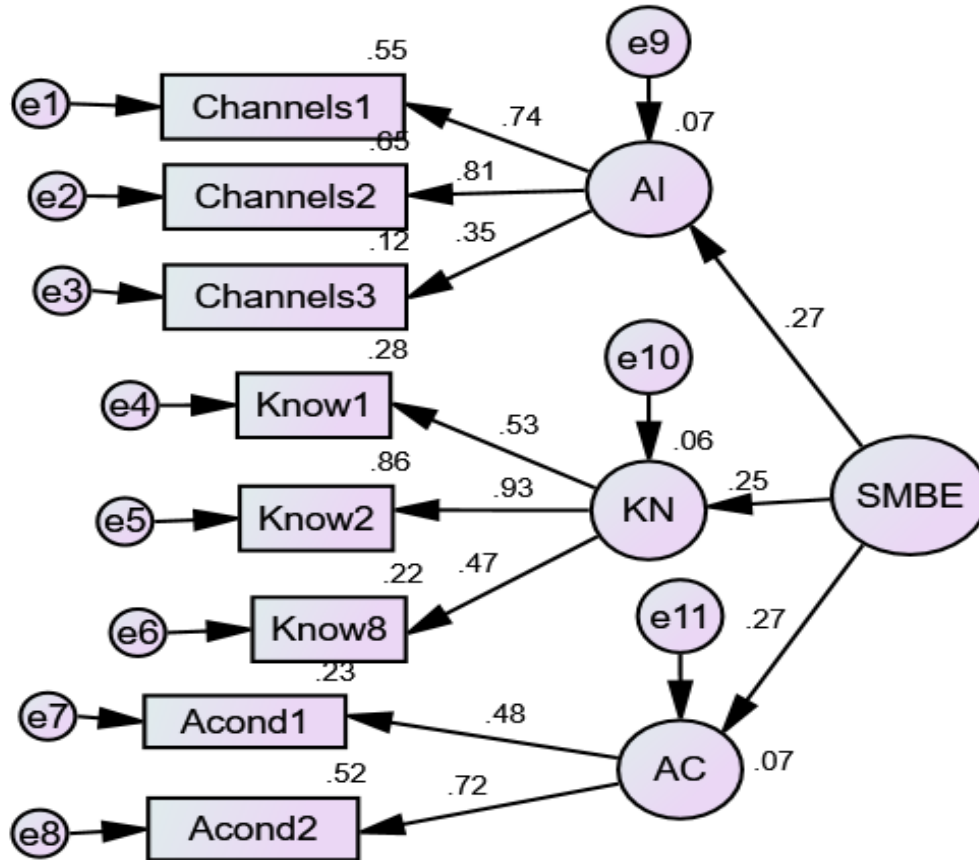 e9
.55
e1
Channels1
.74
.07
.65
AI
e2
Channels2
.81
.12
.35
e3
Channels3
.27
.28
e10
e4
Know1
.53
.06
.86
.93
.25
SMBE
KN
e5
Know2
.22
.47
e11
.27
e6
Know8
.23
e7
Acond1
.48
AC
.07
.52
.72
e8
Acond2